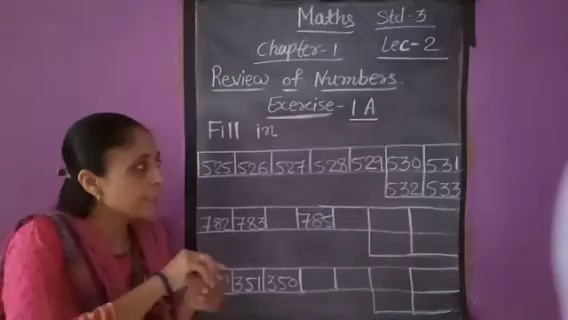 Maths Std-3
Chapter-1 Lec-2
Review of Numbers.
Exercise-1A
Fill in
525 526 527 528 529 530 531
532 533
782 783 785
351 350